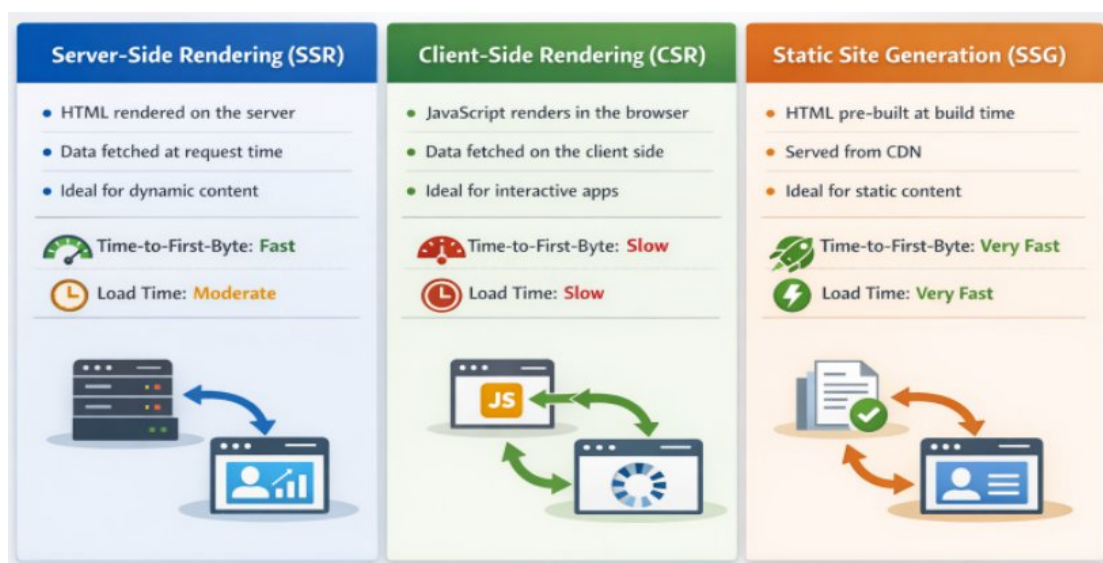 Server-Side Rendering (SSR)
• HTML rendered on the server
• Data fetched at request time
• Ideal for dynamic content
Time-to-First-Byte: Fast
Load Time: Moderate
Client-Side Rendering (CSR)
• JavaScript renders in the browser
• Data fetched on the client side
• Ideal for interactive apps
Time-to-First-Byte: Slow
Load Time: Slow
JS
Static Site Generation (SSG)
• HTML pre-built at build time
• Served from CDN
• Ideal for static content
Time-to-First-Byte: Very Fast
Load Time: Very Fast